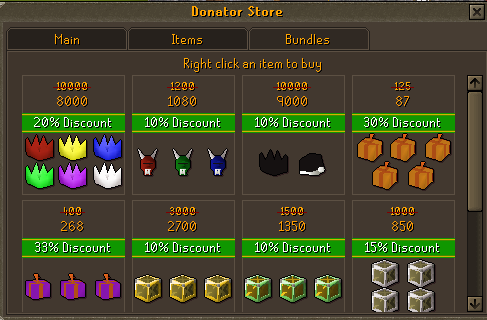 Donator Store
Main Items Bundles
Right click an item to buy
10000 1200 10000 125
8000 1080 9000 87
20% Discount 10% Discount 10% Discount 30% Discount
400 3000 1500 1000
268 2700 1350 850
33% Discount 10% Discount 10% Discount 15% Discount